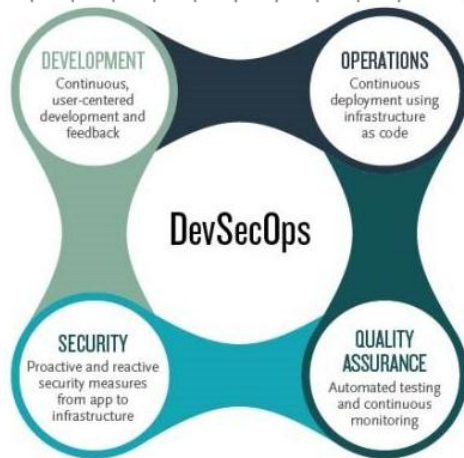 DEVELOPMENT
Continuous,
user-centered
development and
feedback
OPERATIONS
Continuous
deployment using
infrastructure
as code
DevSecOps
SECURITY
Proactive and reactive
security measures
from app to
infrastructure
QUALITY
ASSURANCE
Automated testing
and continuous
monitoring